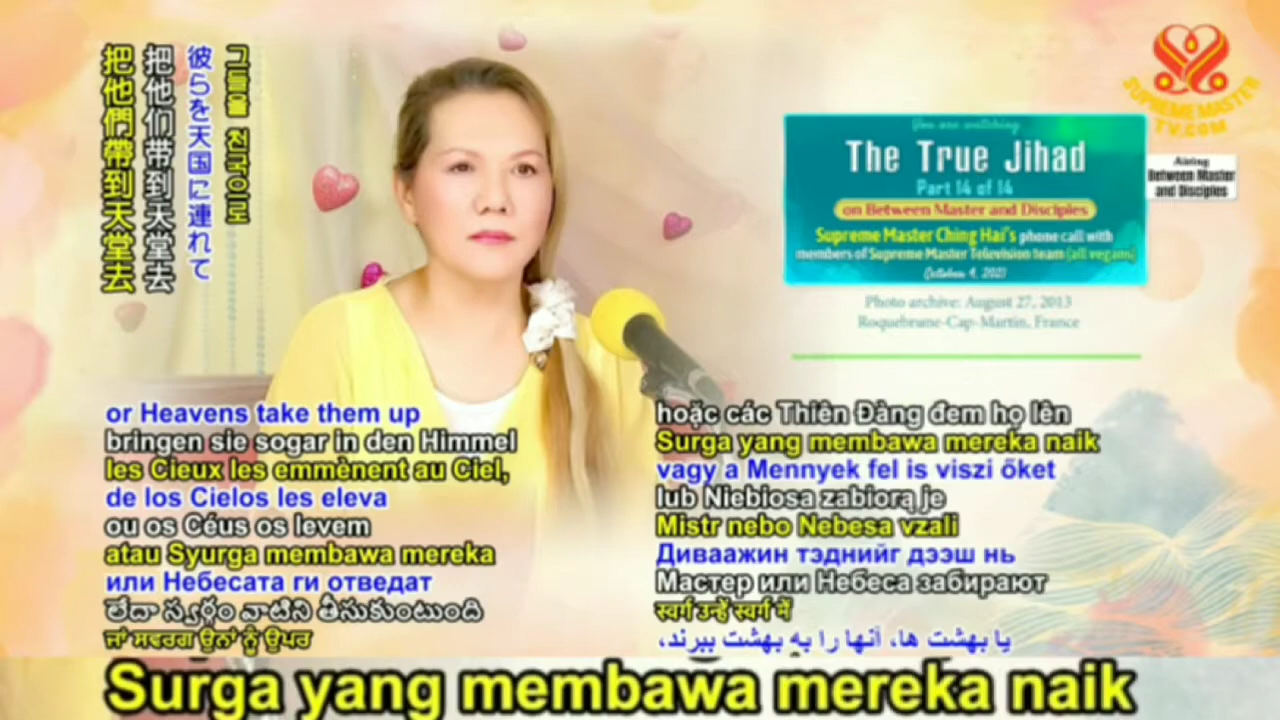 把他們帶到天堂去
把他们带到天堂去
彼らを天国に連れて
그들을 천국으로
SUPREME MASTER
TV.COM
You are watching
The True Jihad
Part 14 of 14
on Between Master and Disciples
Supreme Master Ching Hai's phone call with
members of Supreme Master Television team (all vegans)
October 4, 2021
Airing
Between Master
and Disciples
Photo archive: August 27, 2013
Roquebrune-Cap-Martin, France
or Heavens take them up
bringen sie sogar in den Himmel
les Cieux les emmènent au Ciel,
de los Cielos les eleva
ou os Céus os levem
atau Syurga membawa mereka
или Небесата ги отведат
లేదా స్వర్గం వాటిని తీసుకుంటుంది
ਜਾਂ ਸਵਰਗ ਉਨਾਂ ਨੂੰ ਉਪਰ
hoặc các Thiên Đàng đem họ lên
Surga yang membawa mereka naik
vagy a Mennyek fel is viszi őket
lub Niebiosa zabiorą je
Mistr nebo Nebesa vzali
Диваажин тэднийг дээш нь
Мастер или Небеса забирают
स्वर्ग उन्हें स्वर्ग में
یا بهشت ها، آنها را به بهشت ببرند،
Surga yang membawa mereka naik